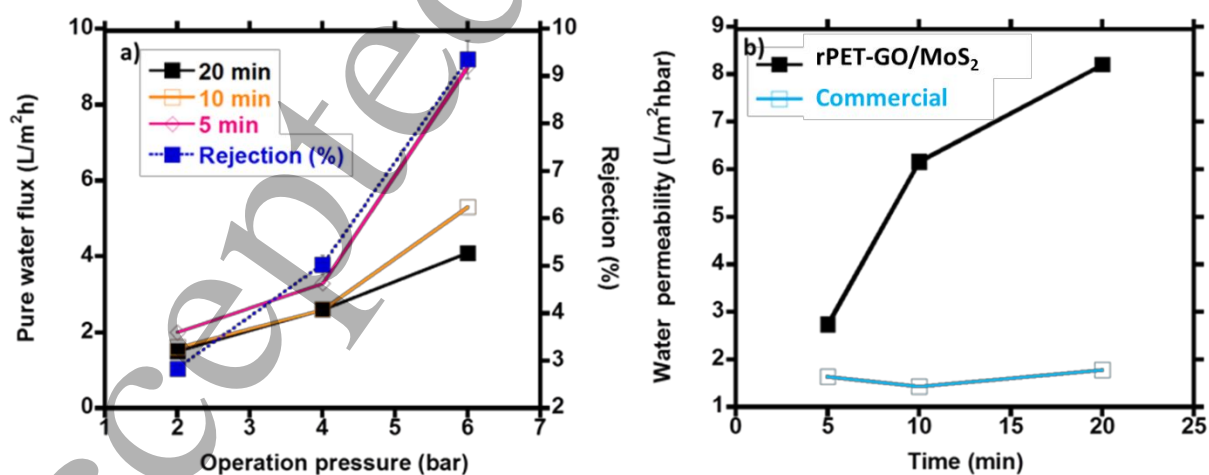 a)
20 min
10 min
5 min
Rejection (%)
Pure water flux (L/m²h)
10
8
6
4
2
0
1 2 3 4 5 6 7
Operation pressure (bar)
10
9
8
7
6
5
4
3
2
Rejection
(%)
b)
rPET-GO/MoS₂
Commercial
Water permeability (L/m²hbar)
9
8
7
6
5
4
3
2
1
0 5 10 15 20 25
Time (min)
ccepted